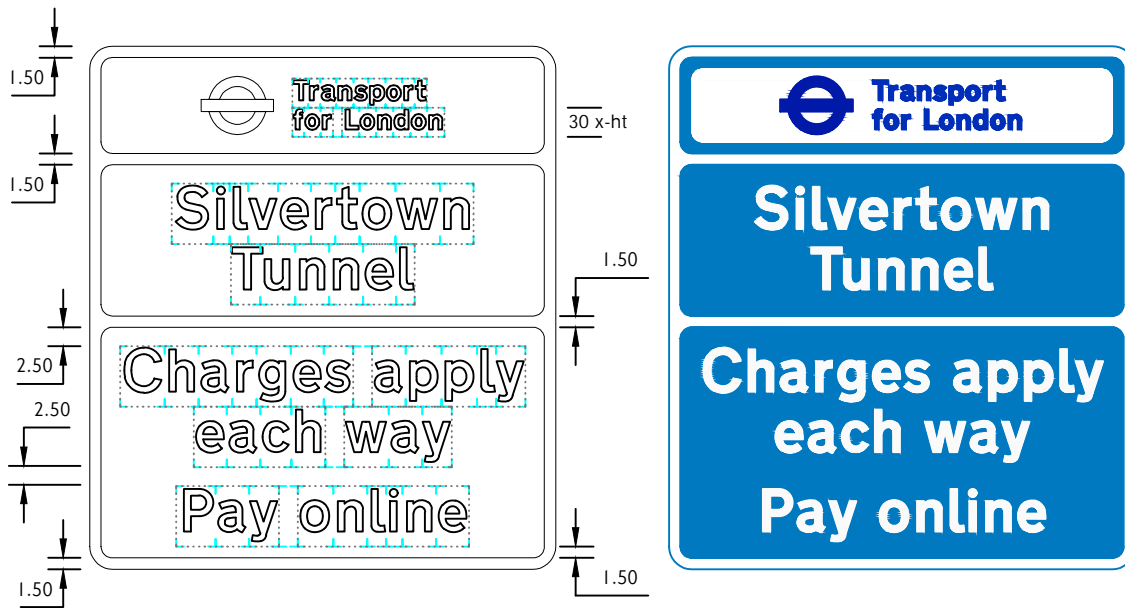 1.50
Transport
for London
30 x-ht
1.50
Silvertown
Tunnel
1.50
2.50
Charges apply
2.50
each way
Pay online
1.50
1.50
Transport
for London
Silvertown
Tunnel
Charges apply
each way
Pay online